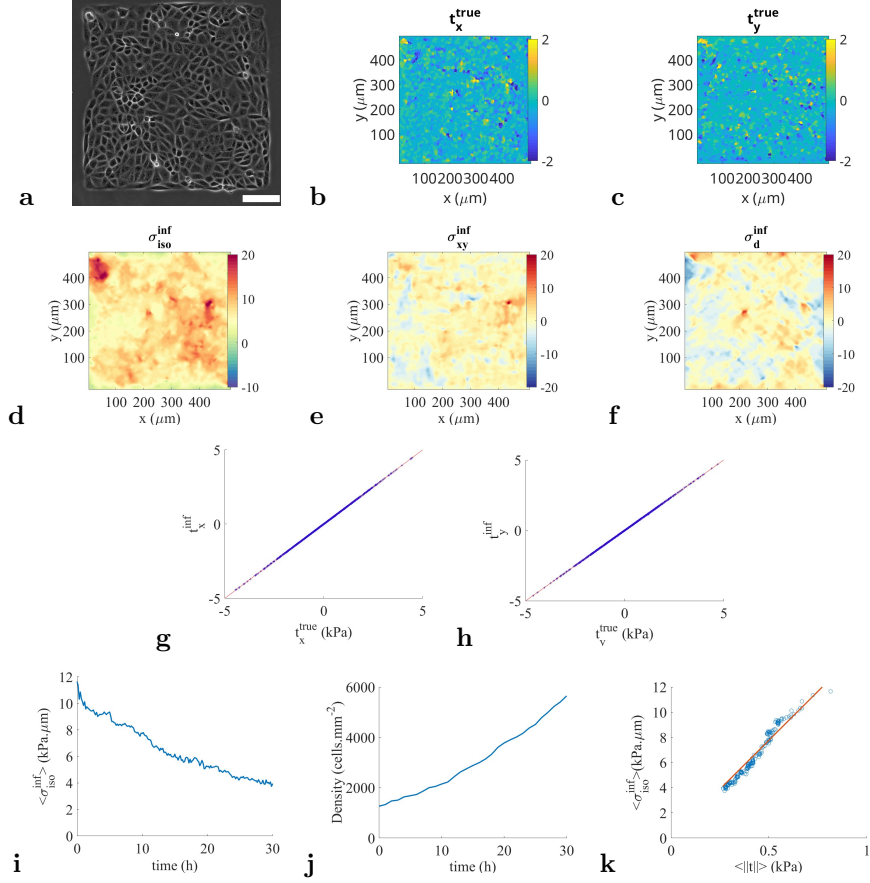 t_x^true
t_y^true
2
0
-2
400
300
200
100
y (μm)
100200300400
x (μm)
2
0
-2
400
300
200
100
y (μm)
100200300400
x (μm)
a
b
c
σ_iso^inf
σ_xy^inf
σ_d^inf
400
300
200
100
y (μm)
100 200 300 400
x (μm)
20
10
0
-10
400
300
200
100
y (μm)
100 200 300 400
x (μm)
20
10
0
-10
-20
400
300
200
100
y (μm)
100 200 300 400
x (μm)
20
10
0
-10
-20
d
e
f
5
0
-5
t_x^inf
-5 0 5
t_x^true (kPa)
5
0
-5
t_y^inf
-5 0 5
t_y^true (kPa)
g
h
12
10
8
6
4
2
0
<σ_iso^inf> (kPa.μm)
0 10 20 30
time (h)
6000
4000
2000
0
Density (cells.mm^-2)
0 10 20 30
time (h)
12
10
8
6
4
2
0
<σ_iso^inf> (kPa.μm)
0 0.5 1
<||t||> (kPa)
i
j
k